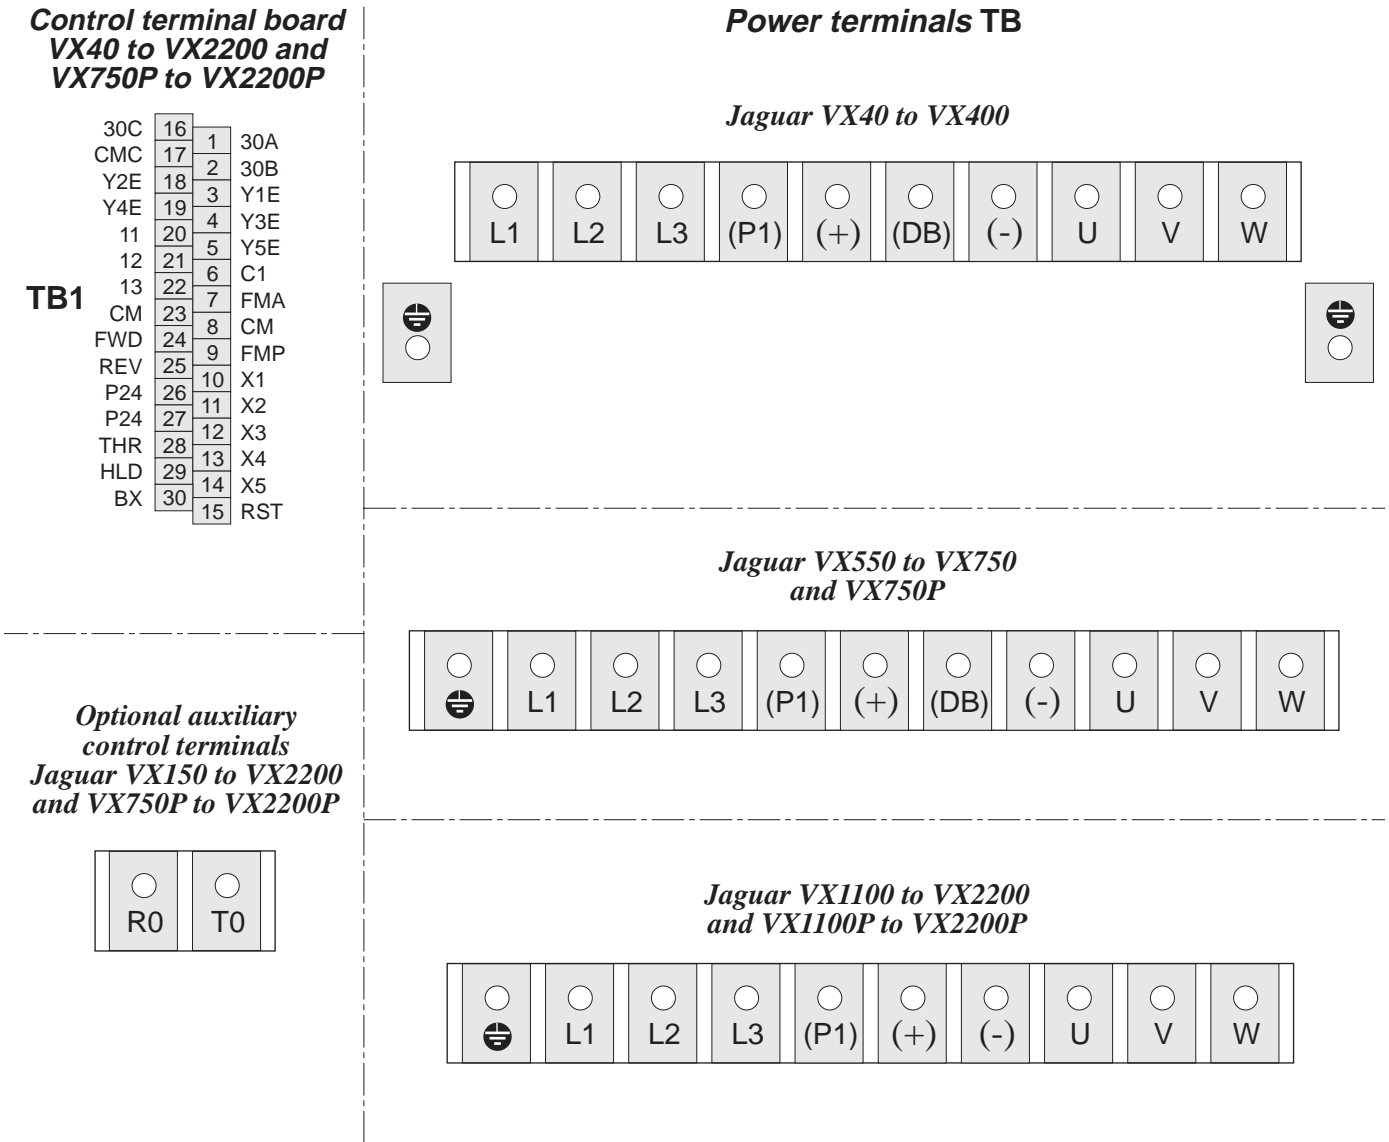 Control terminal board
VX40 to VX2200 and
VX750P to VX2200P
30C 16
1 30A
CMC 17
2 30B
Y2E 18
3 Y1E
Y4E 19
4 Y3E
11 20
5 Y5E
12 21
6 C1
13 22
7 FMA
TB1
CM 23
8 CM
FWD 24
9 FMP
REV 25
10 X1
P24 26
11 X2
P24 27
12 X3
THR 28
13 X4
HLD 29
14 X5
BX 30
15 RST
Optional auxiliary
control terminals
Jaguar VX150 to VX2200
and VX750P to VX2200P
R0 T0
Power terminals TB
Jaguar VX40 to VX400
L1 L2 L3 (P1) (+) (DB) (-) U V W
Jaguar VX550 to VX750
and VX750P
L1 L2 L3 (P1) (+) (DB) (-) U V W
Jaguar VX1100 to VX2200
and VX1100P to VX2200P
L1 L2 L3 (P1) (+) (-) U V W